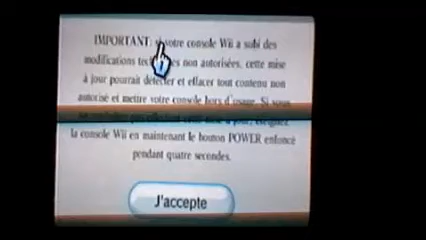 IMPORTANT: si votre console Wii a subi des
modifications techniques non autorisées, cette mise
à jour pourrait détecter et effacer tout contenu non
autorisé et mettre votre console hors d'usage. Si vous
la console Wii en maintenant le bouton POWER enfoncé
pendant quatre secondes.
J'accepte